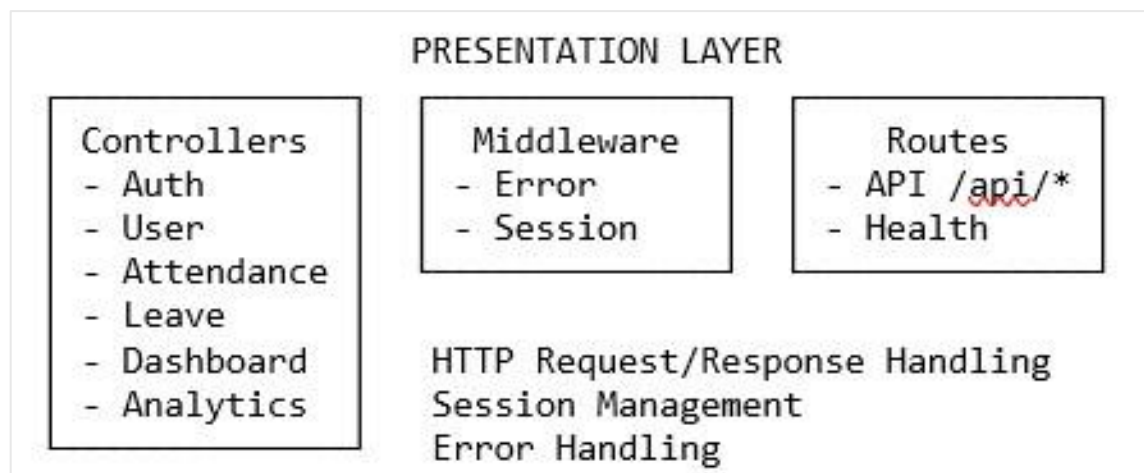 PRESENTATION LAYER
Controllers
- Auth
- User
- Attendance
- Leave
- Dashboard
- Analytics
Middleware
- Error
- Session
Routes
- API /api/*
- Health
HTTP Request/Response Handling
Session Management
Error Handling